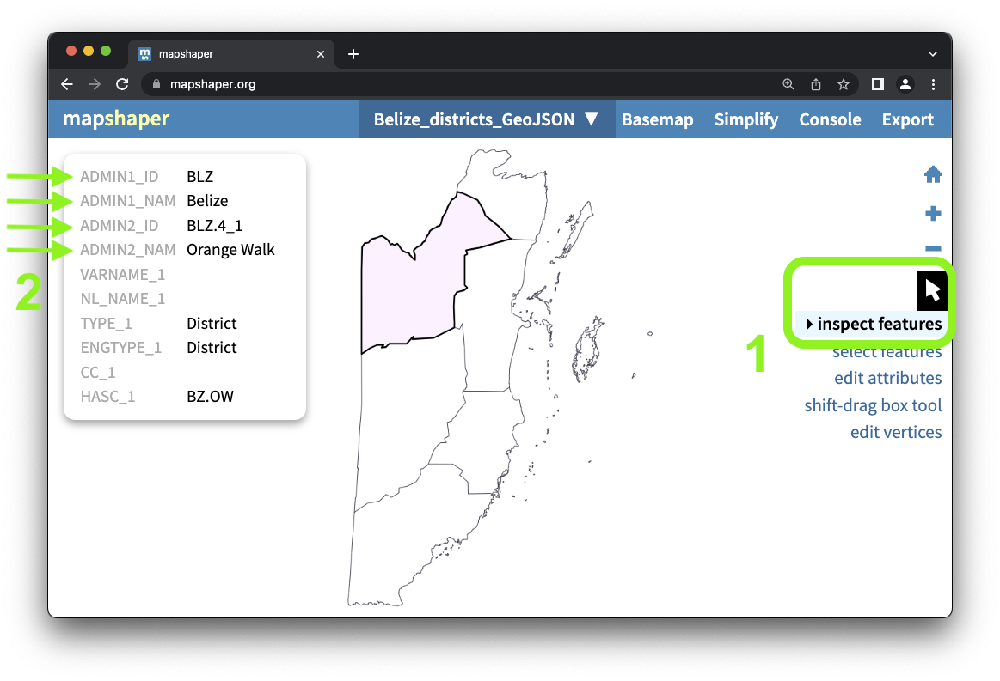 mapshaper
mapshaper.org
mapshaper
Belize_districts_GeoJSON ▼
Basemap
Simplify
Console
Export
ADMIN1_ID BLZ
ADMIN1_NAM Belize
ADMIN2_ID BLZ.4_1
ADMIN2_NAM Orange Walk
VARNAME_1
NL_NAME_1
TYPE_1 District
ENGTYPE_1 District
CC_1
HASC_1 BZ.OW
2
inspect features
1
select features
edit attributes
shift-drag box tool
edit vertices